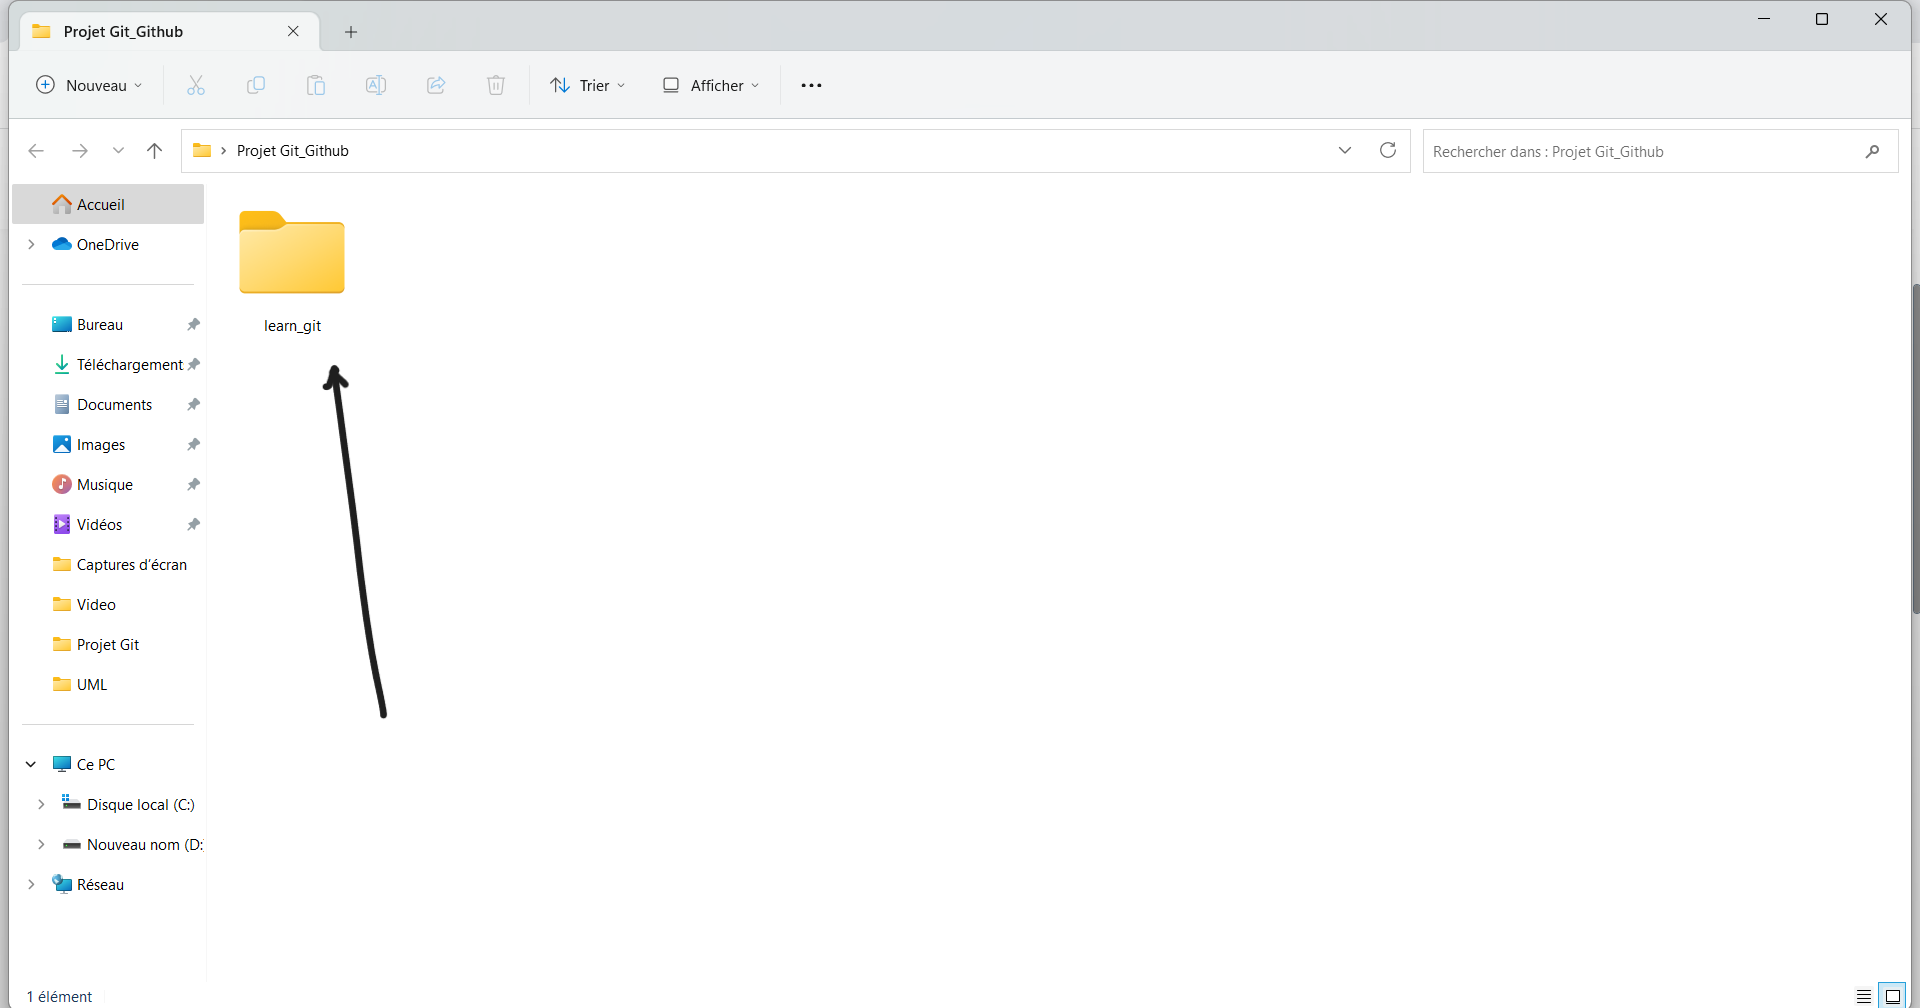 Projet Git_Github
Nouveau
Trier
Afficher
Projet Git_Github
Rechercher dans : Projet Git_Github
Accueil
OneDrive
learn_git
Bureau
Téléchargement
Documents
Images
Musique
Vidéos
Captures d’écran
Video
Projet Git
UML
Ce PC
Disque local (C:)
Nouveau nom (D:
Réseau
1 élément